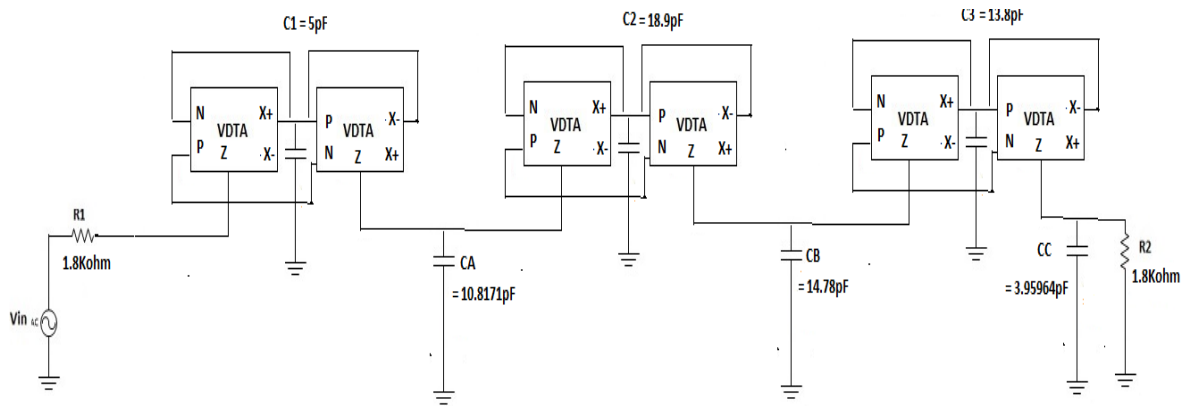 C1 = 5pF
C2 = 18.9pF
C3 = 13.8pF
N
X+
P
X-
VDTA
VDTA
P
X-
Z
N
Z
X+
N
X+
P
X-
VDTA
VDTA
P
X-
Z
N
Z
X+
N
X+
P
X-
VDTA
VDTA
P
X-
Z
N
Z
X+
R1
1.8Kohm
Vin AC
CA
= 10.8171pF
CB
= 14.78pF
CC
= 3.95964pF
R2
1.8Kohm